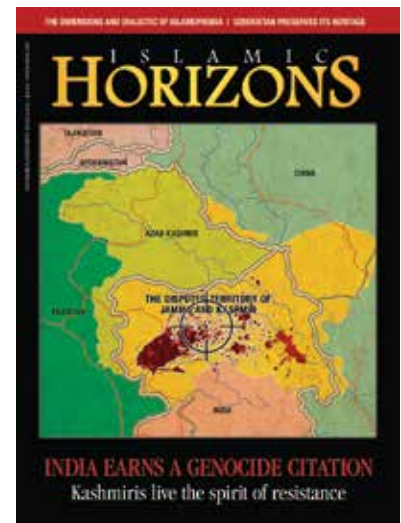 THE DIMENSIONS AND DIALECTIC OF ISLAMOPHOBIA | UZBEKISTAN PRESERVES ITS HERITAGE
ISLAMIC
HORIZONS
TAJIKISTAN
AFGHANISTAN
CHINA
AZAD KASHMIR
THE DISPUTED TERRITORY OF
JAMMU AND KASHMIR
PAKISTAN
INDIA
INDIA EARNS A GENOCIDE CITATION
Kashmiris live the spirit of resistance